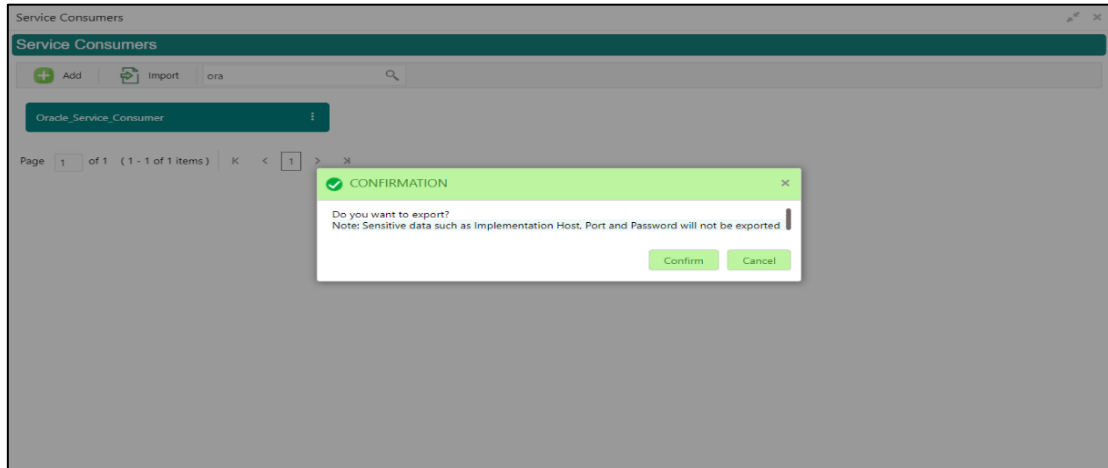 Service Consumers
Service Consumers
Add Import ora
Oracle_Service_Consumer
Page 1 of 1 (1 - 1 of 1 items) K < 1 > Ж
CONFIRMATION
Do you want to export?
Note: Sensitive data such as Implementation Host, Port and Password will not be exported
Confirm Cancel